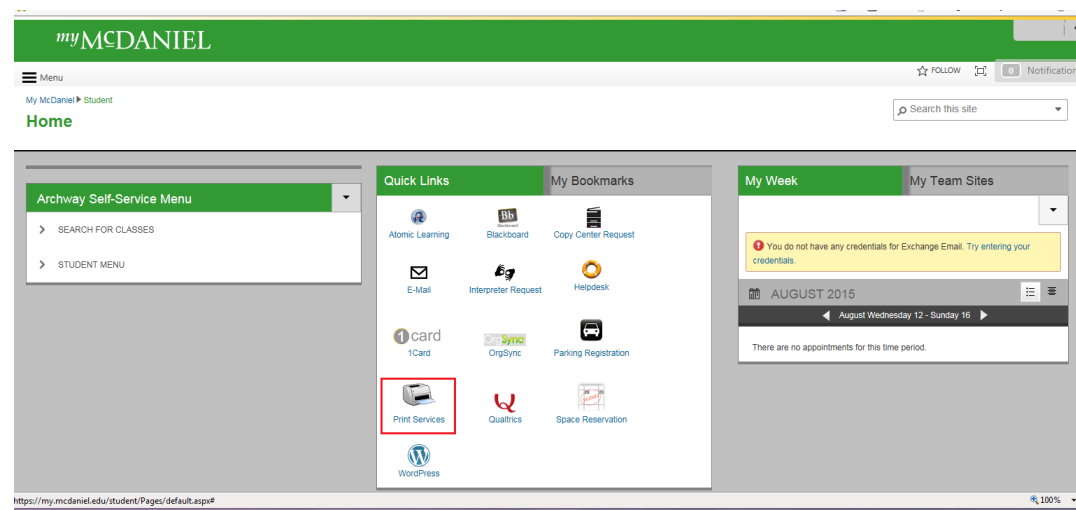 myMCDANIEL
Menu
FOLLOW
0 Notification
My McDaniel Student
Home
Search this site
Archway Self-Service Menu
SEARCH FOR CLASSES
STUDENT MENU
Quick Links My Bookmarks
Atomic Learning Blackboard Copy Center Request
E-Mail Interpreter Request Helpdesk
1card
1Card OrgSync Parking Registration
Print Services Qualtrics Space Reservation
WordPress
My Week My Team Sites
You do not have any credentials for Exchange Email. Try entering your
credentials.
AUGUST 2015
August Wednesday 12 - Sunday 16
There are no appointments for this time period.
https://my.mcdaniel.edu/student/Pages/default.aspx#
100%